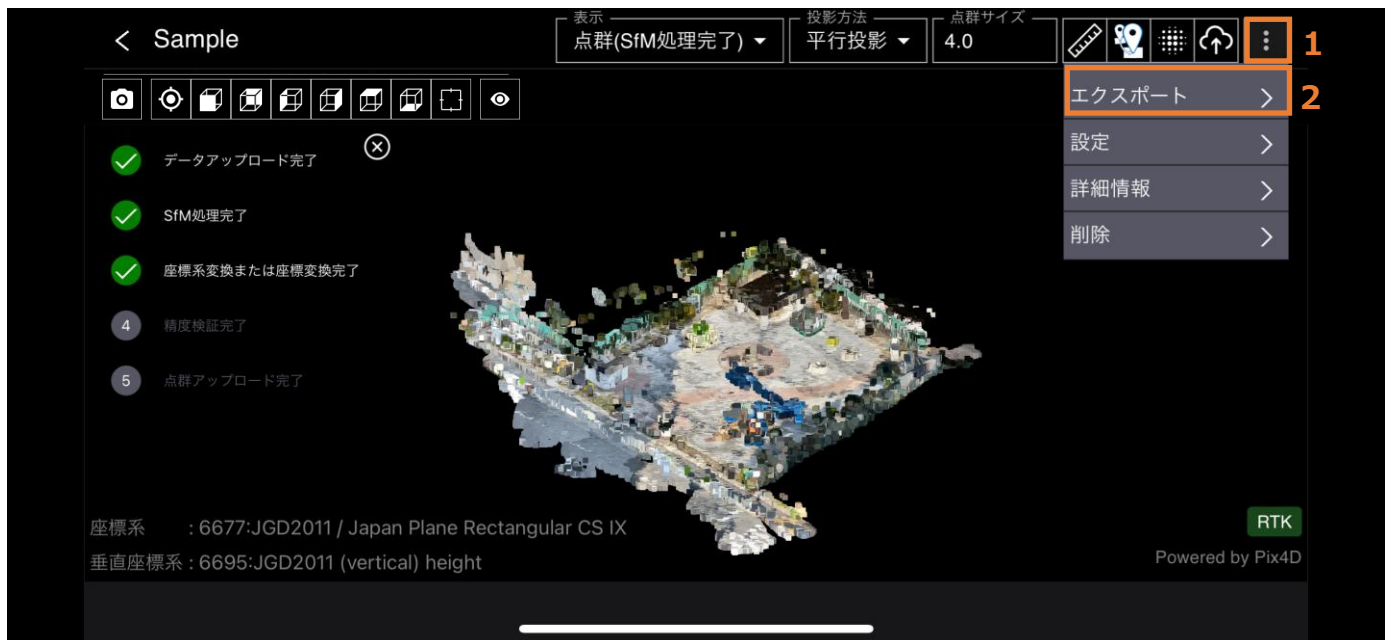 Sample
表示
点群(SfM処理完了)
投影方法
平行投影
点群サイズ
4.0
1
エクスポート
2
設定
詳細情報
削除
データアップロード完了
SfM処理完了
座標系変換または座標変換完了
4 精度検証完了
5 点群アップロード完了
座標系 : 6677:JGD2011 / Japan Plane Rectangular CS IX
垂直座標系 : 6695:JGD2011 (vertical) height
RTK
Powered by Pix4D